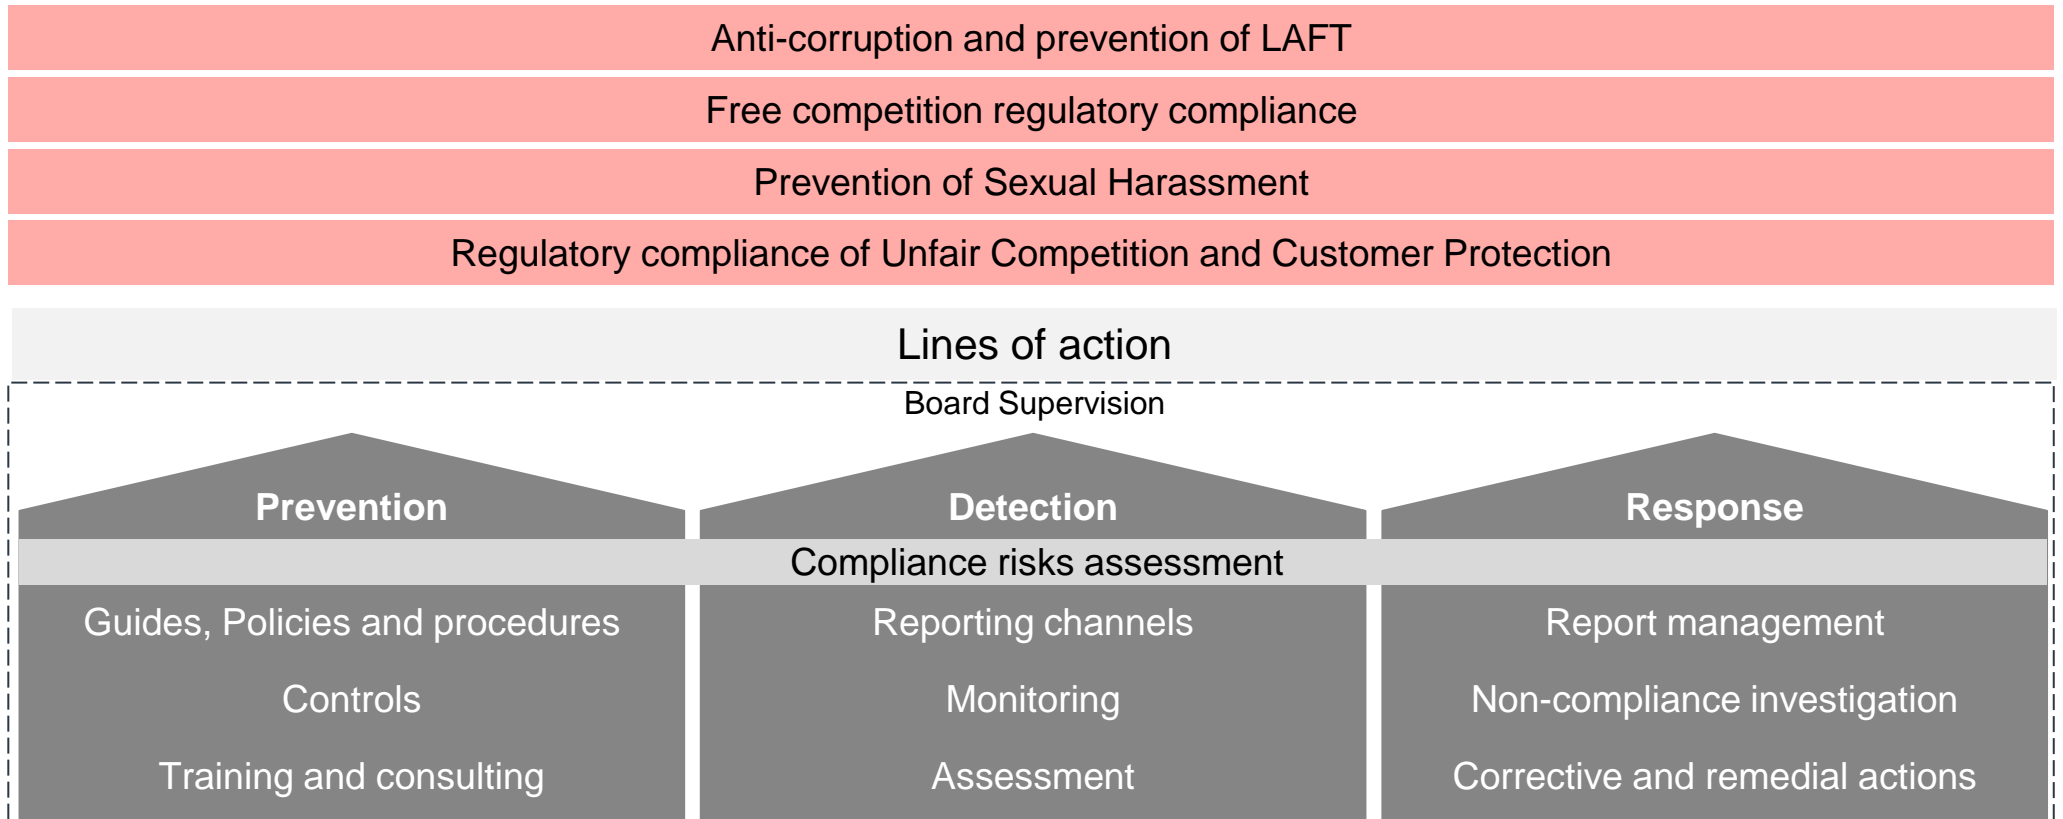 Anti-corruption and prevention of LAFT
Free competition regulatory compliance
Prevention of Sexual Harassment
Regulatory compliance of Unfair Competition and Customer Protection
Lines of action
Board Supervision
Prevention
Detection
Response
Compliance risks assessment
Guides, Policies and procedures
Controls
Training and consulting
Reporting channels
Monitoring
Assessment
Report management
Non-compliance investigation
Corrective and remedial actions